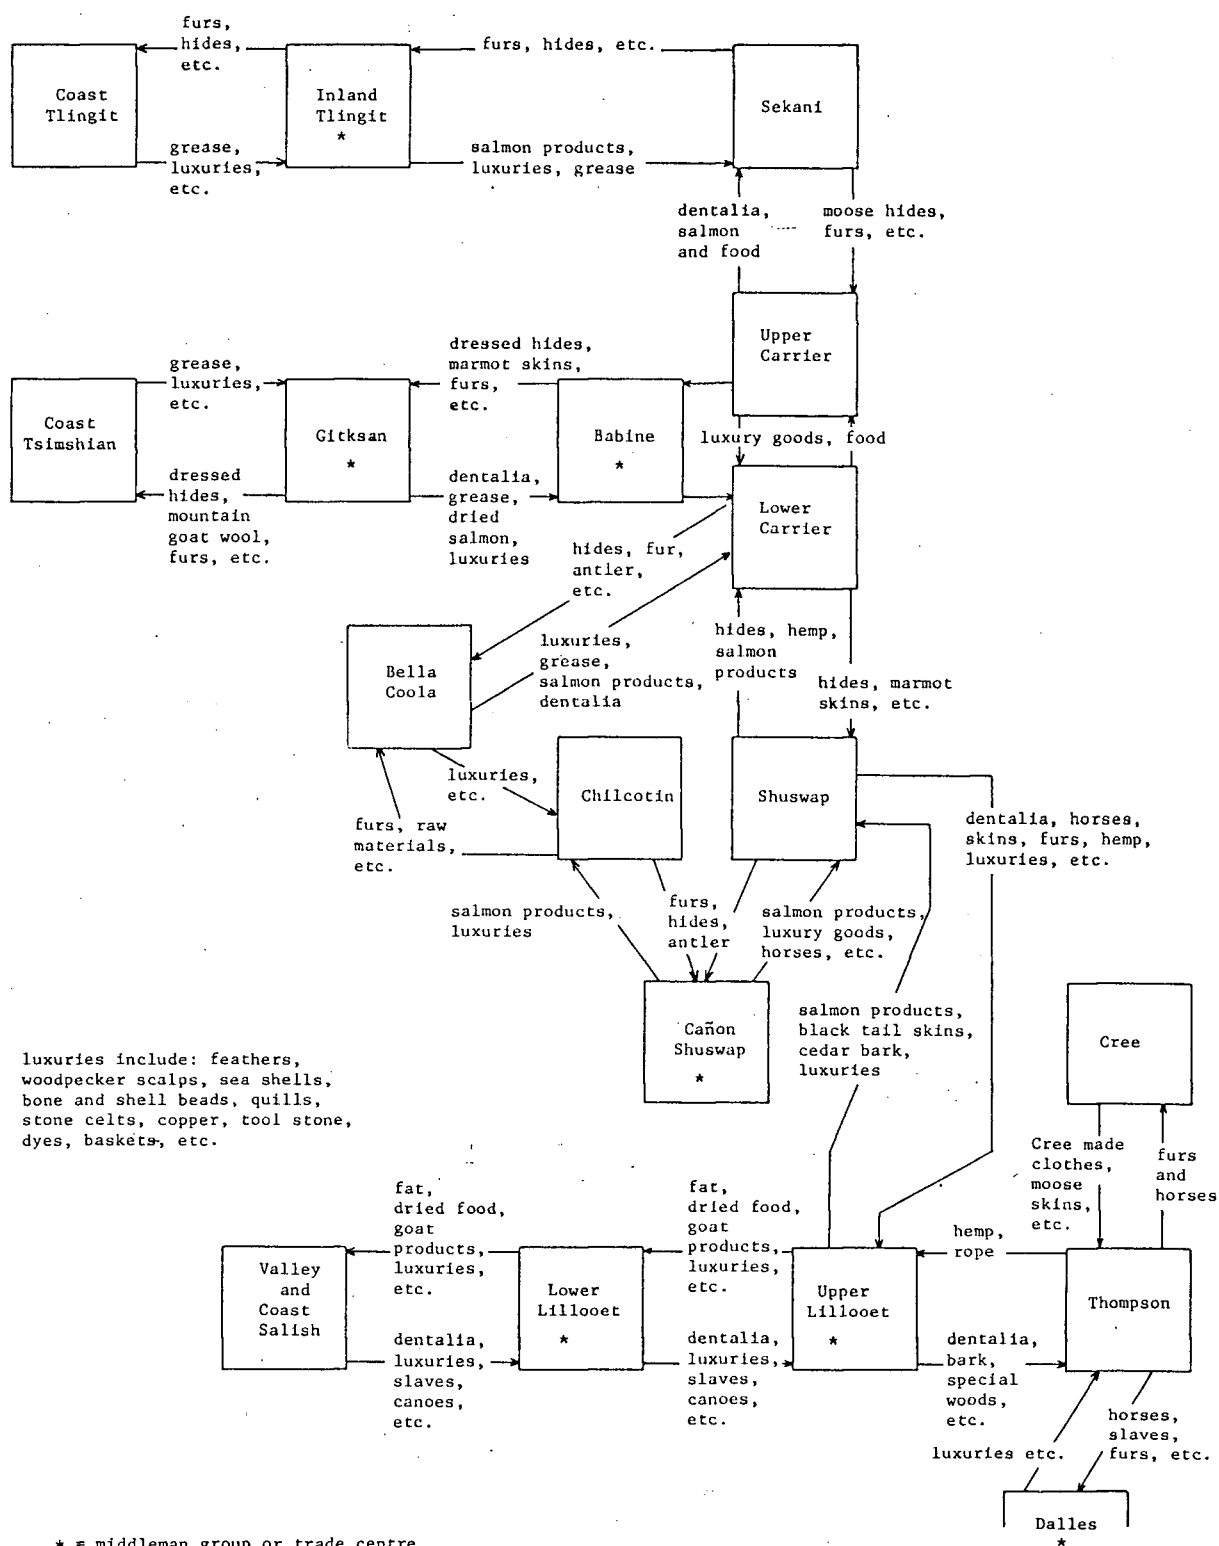 furs,
hides,
etc.
furs, hides, etc.
Coast
Tlingit
Inland
Tlingit
*
Sekani
grease,
luxuries,
etc.
salmon products,
luxuries, grease
dentalia,
salmon
and food
moose hides,
furs, etc.
Upper
Carrier
grease,
luxuries,
etc.
dressed hides,
marmot skins,
furs,
etc.
Coast
Tsimshian
Gitksan
*
Babine
*
luxury goods, food
dressed
hides,
mountain
goat wool,
furs, etc.
dentalia,
grease,
dried
salmon,
luxuries
Lower
Carrier
hides, fur,
antler,
etc.
luxuries,
grease,
salmon products,
dentalia
hides, hemp,
salmon
products
hides, marmot
skins, etc.
Bella
Coola
luxuries,
etc.
Chilcotin
Shuswap
furs, raw
materials,
etc.
dentalia, horses,
skins, furs, hemp,
luxuries, etc.
salmon products,
luxuries
furs,
hides,
antler
salmon products,
luxury goods,
horses, etc.
Cañon
Shuswap
*
salmon products,
black tail skins,
cedar bark,
luxuries
Cree
luxuries include: feathers,
woodpecker scalps, sea shells,
bone and shell beads, quills,
stone celts, copper, tool stone,
dyes, baskets, etc.
Cree made
clothes,
moose
skins,
etc.
furs
and
horses
fat,
dried food,
goat
products,
luxuries,
etc.
fat,
dried food,
goat
products,
luxuries,
etc.
hemp,
rope
Valley
and
Coast
Salish
Lower
Lillooet
*
Upper
Lillooet
*
Thompson
dentalia,
luxuries,
slaves,
canoes,
etc.
dentalia,
luxuries,
slaves,
canoes,
etc.
dentalia,
bark,
special
woods,
etc.
luxuries etc.
horses,
slaves,
furs, etc.
Dalles
*
* = middleman group or trade centre